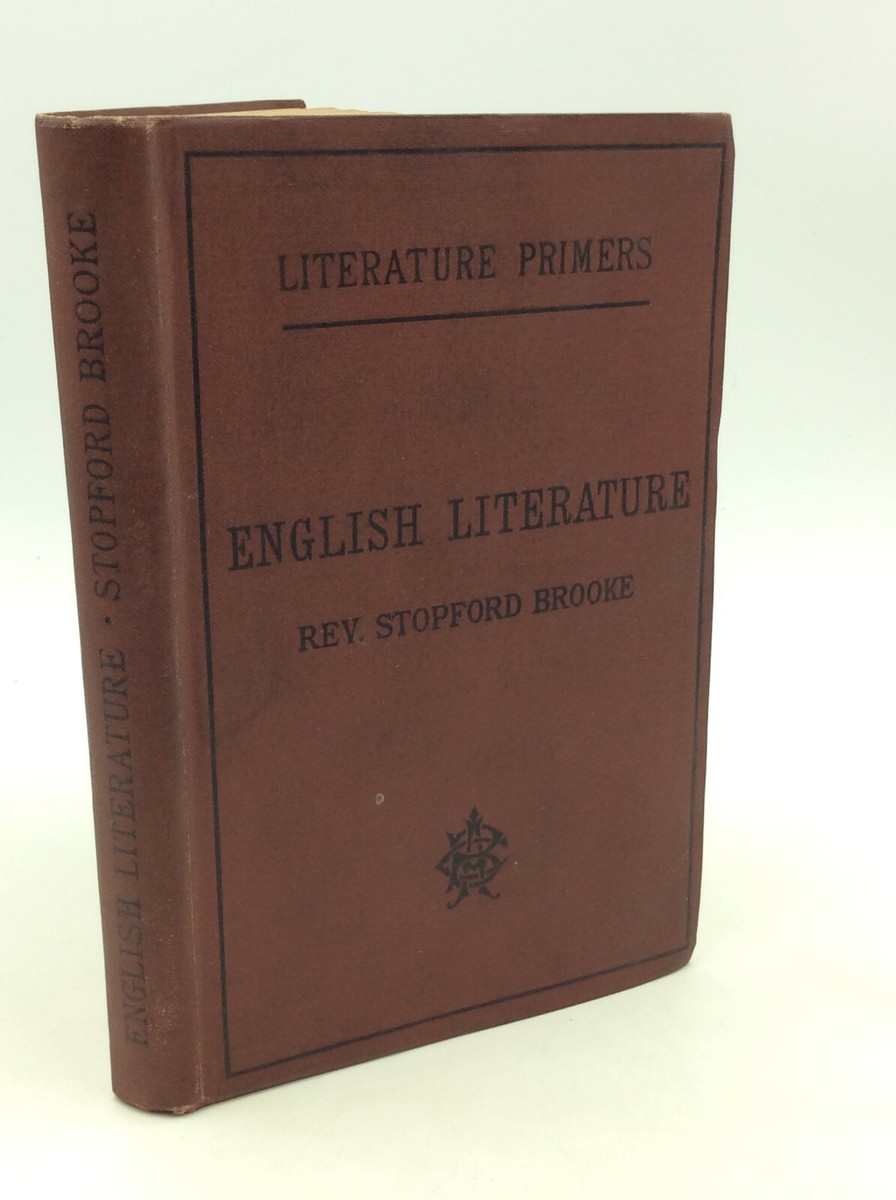 LITERATURE PRIMERS
ENGLISH LITERATURE
REV. STOPFORD BROOKE
ENGLISH LITERATURE · STOPFORD BROOKE